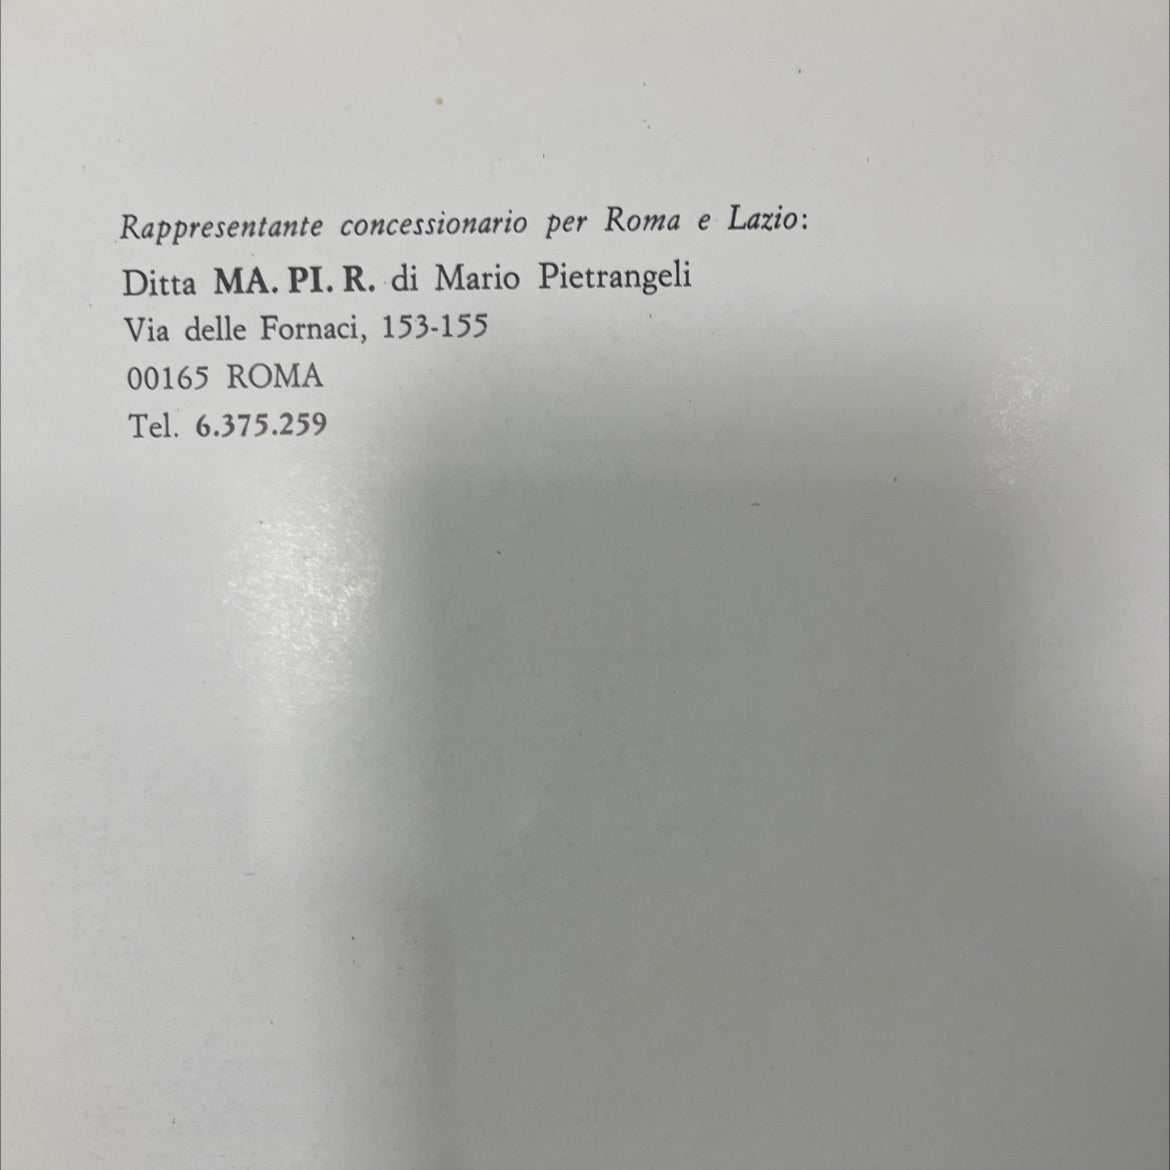 Rappresentante concessionario per Roma e Lazio:
Ditta MA. PI. R. di Mario Pietrangeli
Via delle Fornaci, 153-155
00165 ROMA
Tel. 6.375.259